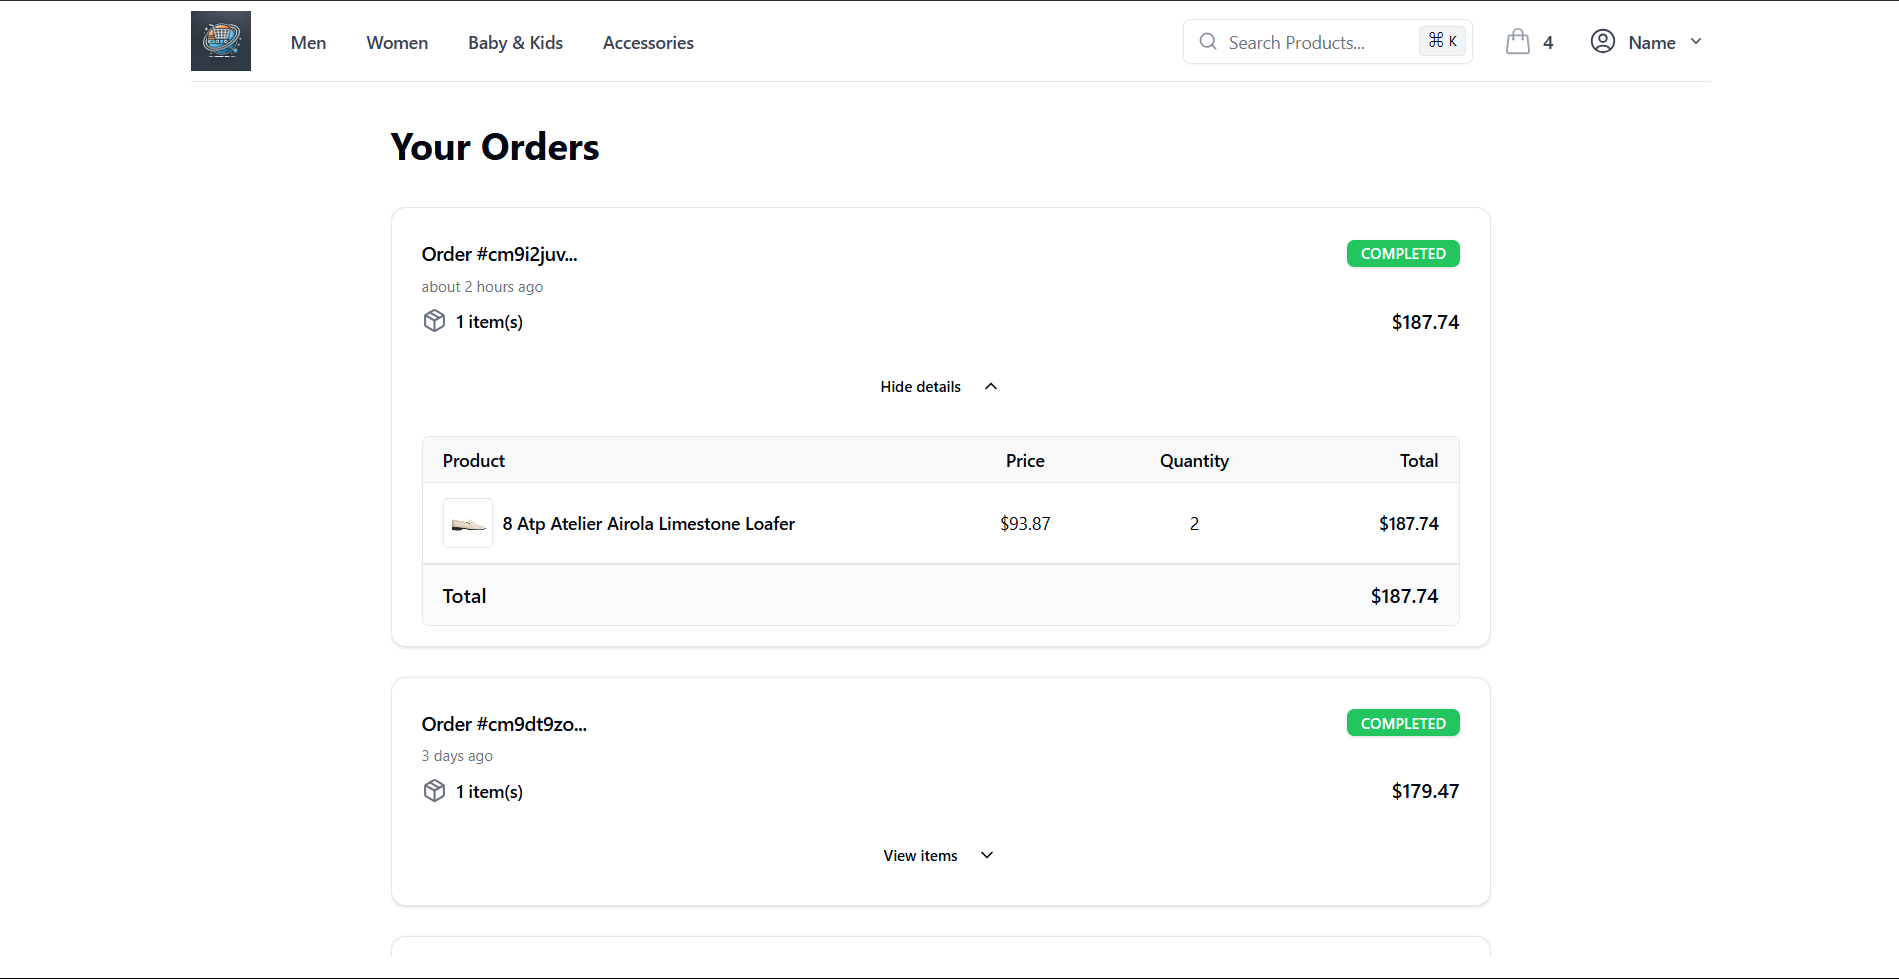 Men Women Baby & Kids Accessories Search Products... ⌘ K 4 Name
Your Orders
Order #cm9i2juv... COMPLETED
about 2 hours ago
1 item(s) $187.74
Hide details
Product Price Quantity Total
8 Atp Atelier Airola Limestone Loafer $93.87 2 $187.74
Total $187.74
Order #cm9dt9zo... COMPLETED
3 days ago
1 item(s) $179.47
View items